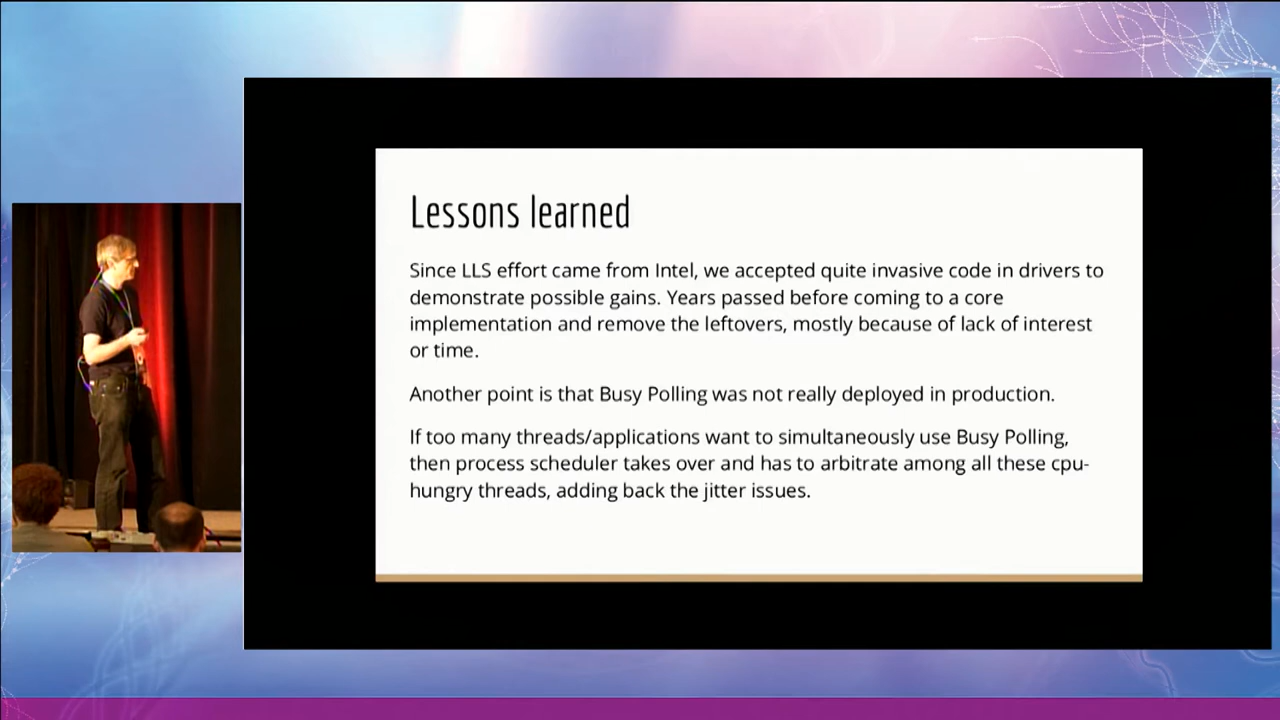 Lessons learned
Since LLS effort came from Intel, we accepted quite invasive code in drivers to
demonstrate possible gains. Years passed before coming to a core
implementation and remove the leftovers, mostly because of lack of interest
or time.
Another point is that Busy Polling was not really deployed in production.
If too many threads/applications want to simultaneously use Busy Polling,
then process scheduler takes over and has to arbitrate among all these cpu-
hungry threads, adding back the jitter issues.